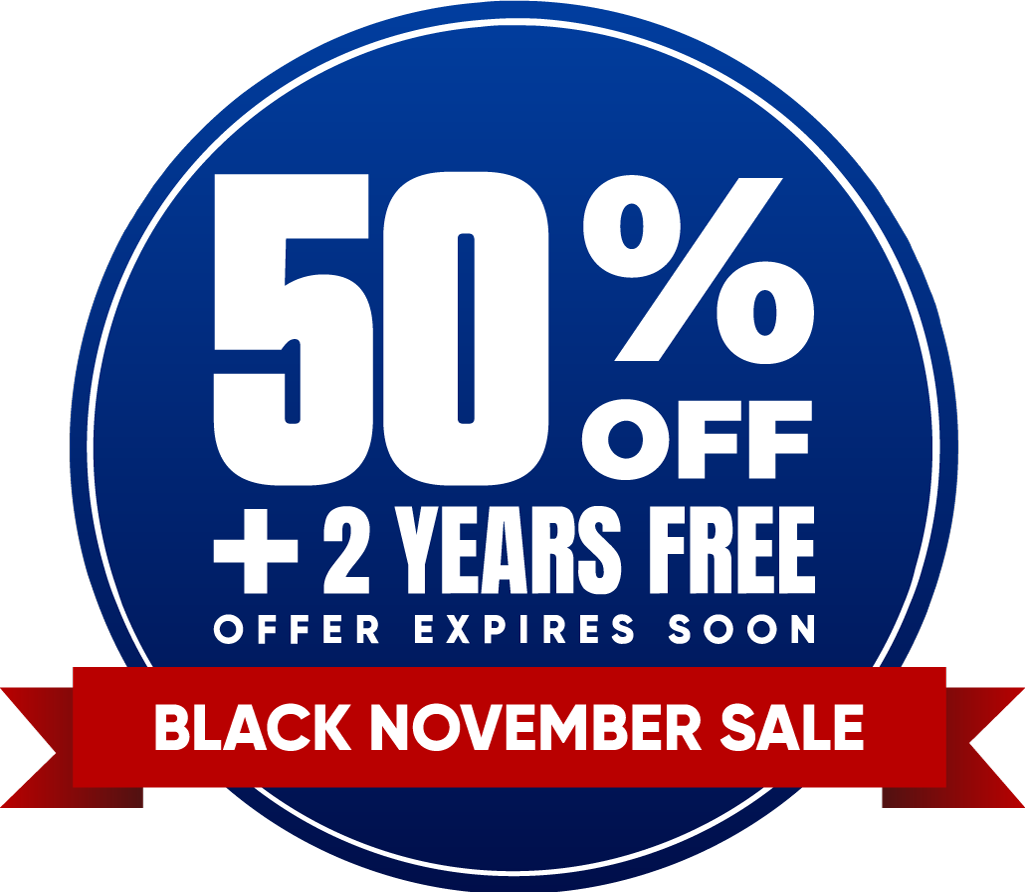 50%
OFF
+ 2 YEARS FREE
OFFER EXPIRES SOON
BLACK NOVEMBER SALE